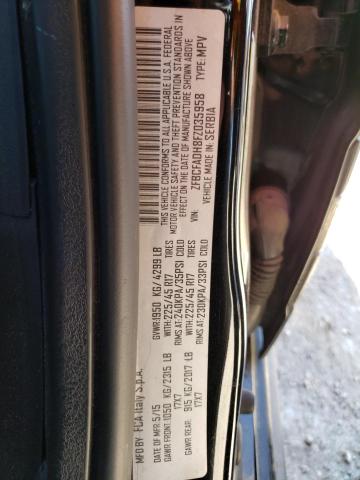 MFD BY: FCA Italy S.p.A.
DATE OF MFR: 5/15 GVWR: 1950 KG/ 4299 LB
GAWR FRONT: 1050 KG/ 2315 LB WITH: 225/45 R17 TIRES
17X7 RIMS AT: 240KPA/35PSI COLD
GAWR REAR: 915 KG/ 2017 LB WITH: 225/45 R17 TIRES
17X7 RIMS AT: 230KPA/33PSI COLD
THIS VEHICLE CONFORMS TO ALL APPLICABLE U.S.A. FEDERAL
MOTOR VEHICLE SAFETY, BUMPER, AND THEFT PREVENTION STANDARDS IN
EFFECT ON THE DATE OF MANUFACTURE SHOWN ABOVE
VIN: ZFBCFADH8FZ035958 TYPE: MPV
VEHICLE MADE IN: SERBIA